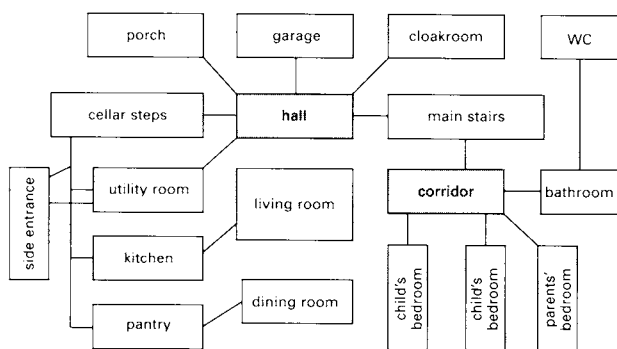 porch
garage
cloakroom
WC
cellar steps
hall
main stairs
side entrance
utility room
living room
corridor
bathroom
kitchen
child's
bedroom
child's
bedroom
parents'
bedroom
dining room
pantry